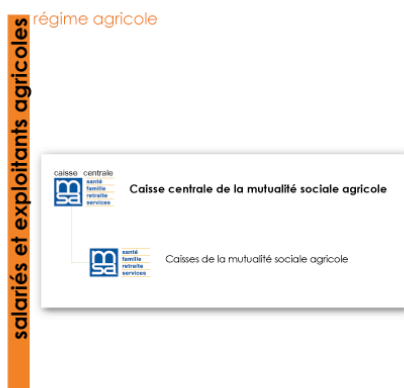 régime agricole
salariés et exploitants agricoles
caisse centrale
msa
santé
famille
retraite
services
Caisse centrale de la mutualité sociale agricole
msa
santé
famille
retraite
services
Caisses de la mutualité sociale agricole